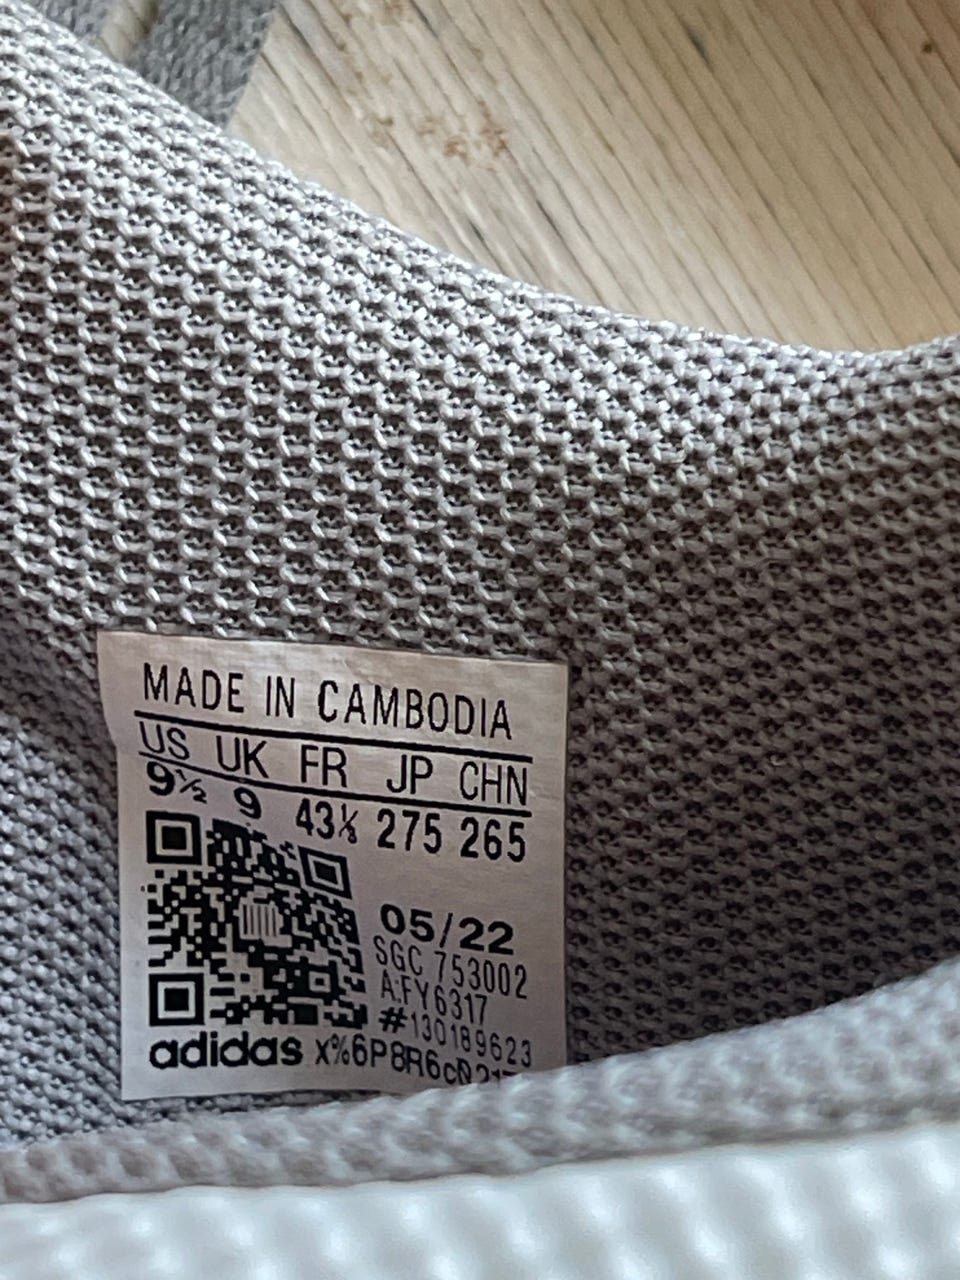 MADE IN CAMBODIA
US UK FR JP CHN
9½ 9 43⅓ 275 265
05/22
SGC 753002
A:FY6317
#130189623
adidas